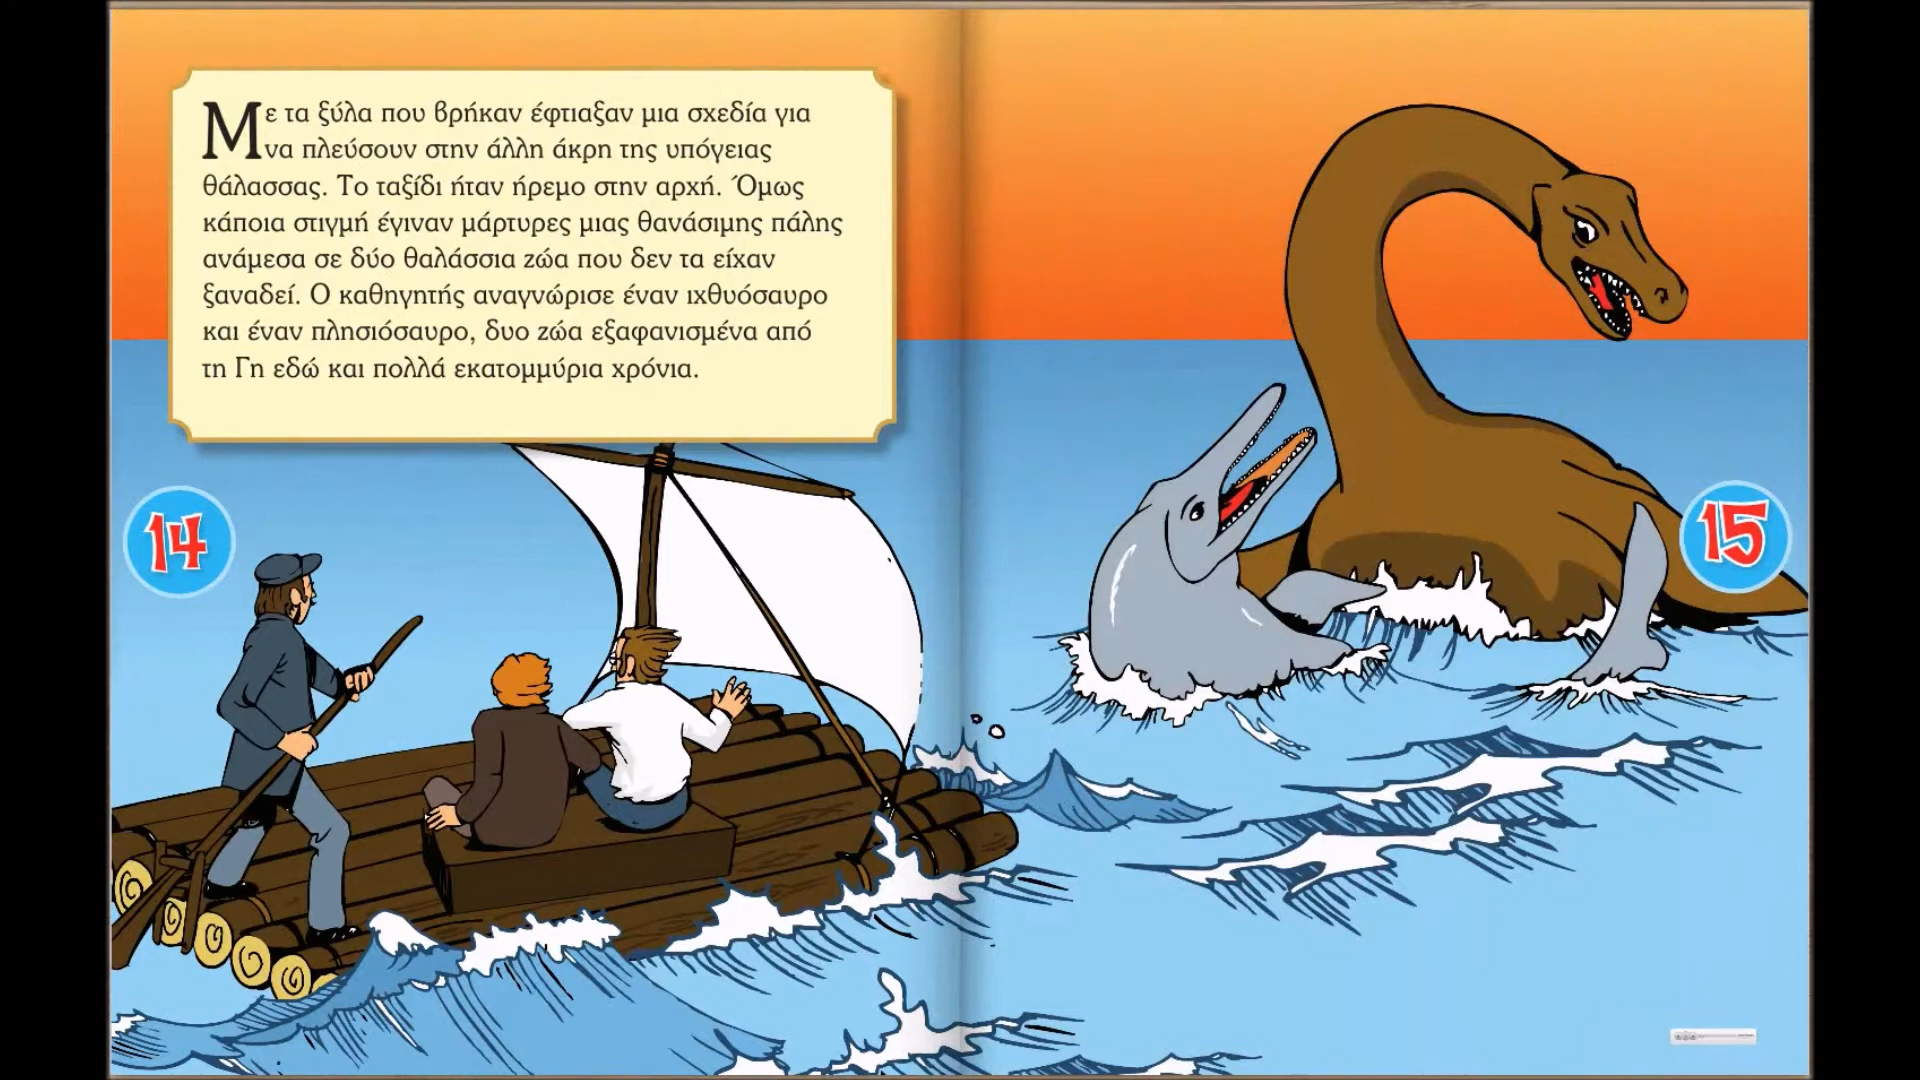 Με τα ξύλα που βρήκαν έφτιαξαν μια σχεδία για
να πλεύσουν στην άλλη άκρη της υπόγειας
θάλασσας. Το ταξίδι ήταν ήρεμο στην αρχή. Όμως
κάποια στιγμή έγιναν μάρτυρες μιας θανάσιμης πάλης
ανάμεσα σε δύο θαλάσσια ζώα που δεν τα είχαν
ξαναδεί. Ο καθηγητής αναγνώρισε έναν ιχθυόσαυρο
και έναν πλησιόσαυρο, δυο ζώα εξαφανισμένα από
τη Γη εδώ και πολλά εκατομμύρια χρόνια.
14
15